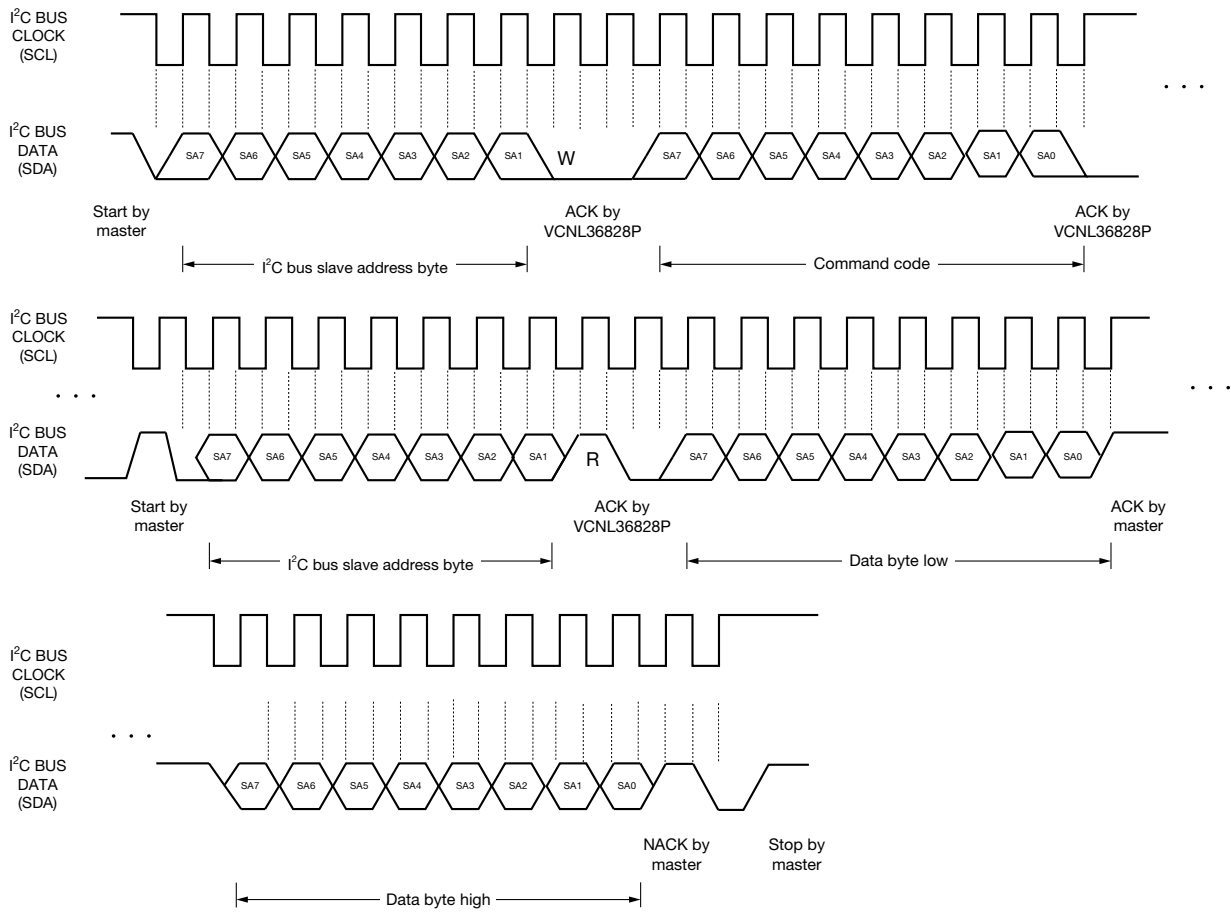 I²C BUS
CLOCK
(SCL)
. . .
I²C BUS
DATA
(SDA)
SA7 SA6 SA5 SA4 SA3 SA2 SA1 W SA7 SA6 SA5 SA4 SA3 SA2 SA1 SA0
Start by
master
ACK by
VCNL36828P
ACK by
VCNL36828P
I²C bus slave address byte
Command code
I²C BUS
CLOCK
(SCL)
. . .
. . .
I²C BUS
DATA
(SDA)
SA7 SA6 SA5 SA4 SA3 SA2 SA1 R SA7 SA6 SA5 SA4 SA3 SA2 SA1 SA0
Start by
master
ACK by
VCNL36828P
ACK by
master
I²C bus slave address byte
Data byte low
I²C BUS
CLOCK
(SCL)
. . .
I²C BUS
DATA
(SDA)
SA7 SA6 SA5 SA4 SA3 SA2 SA1 SA0
NACK by
master
Stop by
master
Data byte high